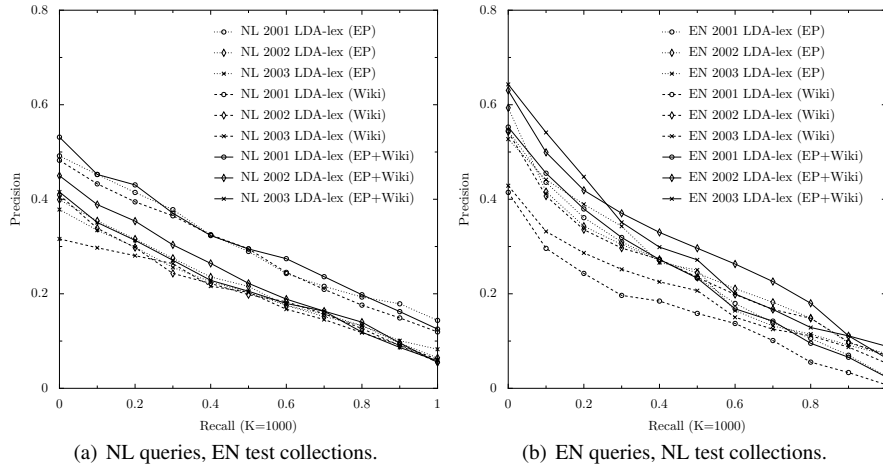 0.8
0.6
0.4
0.2
0
Precision
0
0.2
0.4
0.6
0.8
1
Recall (K=1000)
NL 2001 LDA-lex (EP)
NL 2002 LDA-lex (EP)
NL 2003 LDA-lex (EP)
NL 2001 LDA-lex (Wiki)
NL 2002 LDA-lex (Wiki)
NL 2003 LDA-lex (Wiki)
NL 2001 LDA-lex (EP+Wiki)
NL 2002 LDA-lex (EP+Wiki)
NL 2003 LDA-lex (EP+Wiki)
(a) NL queries, EN test collections.
0.8
0.6
0.4
0.2
0
Precision
0
0.2
0.4
0.6
0.8
1
Recall (K=1000)
EN 2001 LDA-lex (EP)
EN 2002 LDA-lex (EP)
EN 2003 LDA-lex (EP)
EN 2001 LDA-lex (Wiki)
EN 2002 LDA-lex (Wiki)
EN 2003 LDA-lex (Wiki)
EN 2001 LDA-lex (EP+Wiki)
EN 2002 LDA-lex (EP+Wiki)
EN 2003 LDA-lex (EP+Wiki)
(b) EN queries, NL test collections.